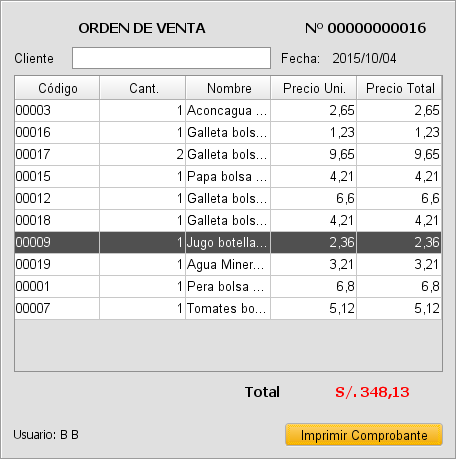 ORDEN DE VENTA Nº 00000000016
Cliente Fecha: 2015/10/04
Código Cant. Nombre Precio Uni. Precio Total
00003 1 Aconcagua ... 2,65 2,65
00016 1 Galleta bols... 1,23 1,23
00017 2 Galleta bols... 9,65 9,65
00015 1 Papa bolsa ... 4,21 4,21
00012 1 Galleta bols... 6,6 6,6
00018 1 Galleta bols... 4,21 4,21
00009 1 Jugo botella... 2,36 2,36
00019 1 Agua Miner... 3,21 3,21
00001 1 Pera bolsa ... 6,8 6,8
00007 1 Tomates bo... 5,12 5,12
Total S/. 348,13
Usuario: B B Imprimir Comprobante